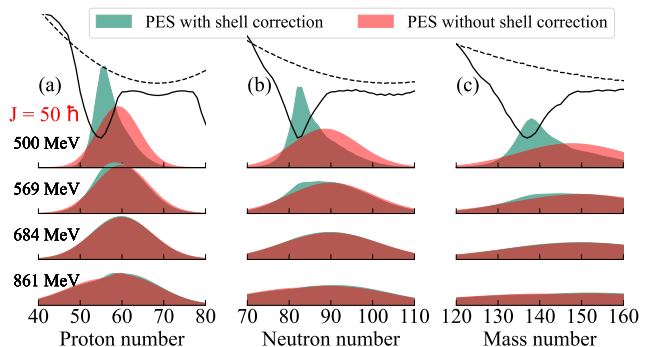 PES with shell correction PES without shell correction
(a) (b) (c)
J = 50 ħ
500 MeV
569 MeV
684 MeV
861 MeV
40 50 60 70 80 70 80 90 100 110 120 130 140 150 160
Proton number Neutron number Mass number